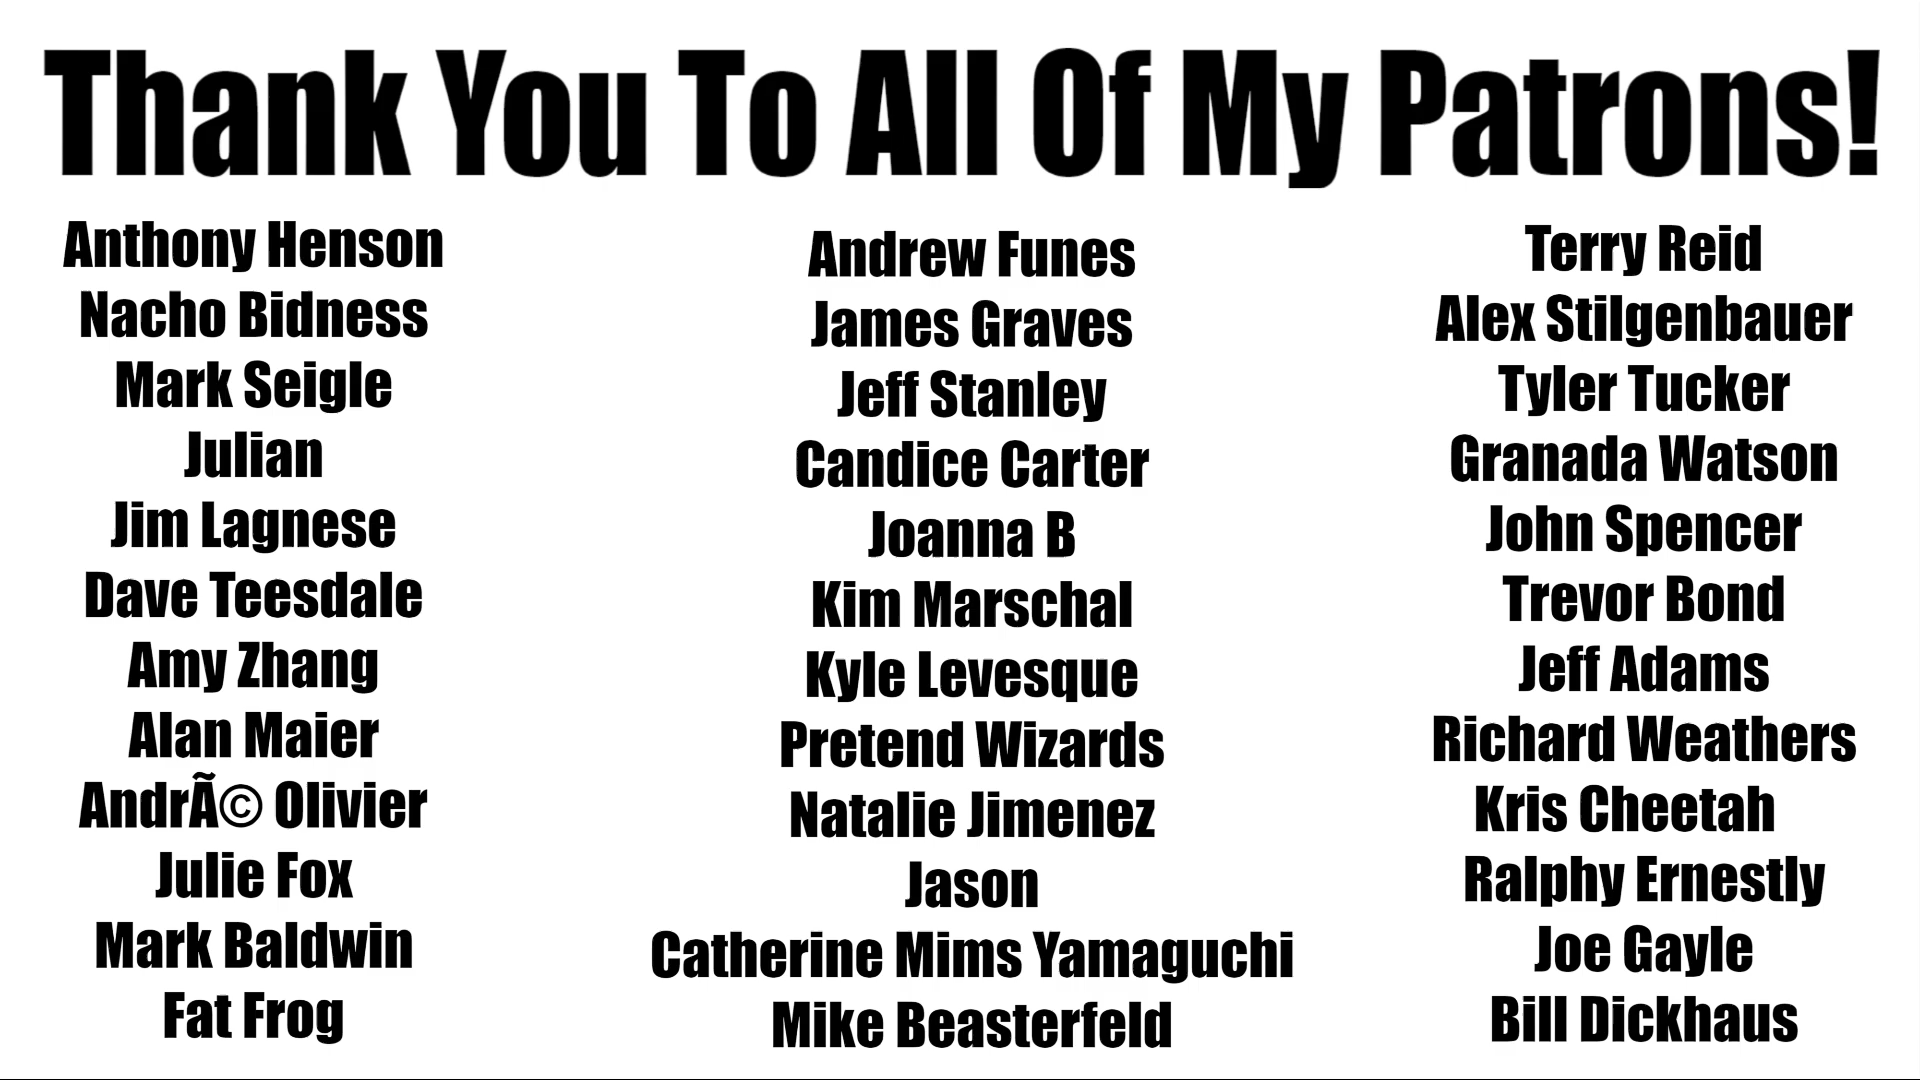 Thank You To All Of My Patrons!
Anthony Henson
Nacho Bidness
Mark Seigle
Julian
Jim Lagnese
Dave Teesdale
Amy Zhang
Alan Maier
AndrÃ© Olivier
Julie Fox
Mark Baldwin
Fat Frog
Andrew Funes
James Graves
Jeff Stanley
Candice Carter
Joanna B
Kim Marschal
Kyle Levesque
Pretend Wizards
Natalie Jimenez
Jason
Catherine Mims Yamaguchi
Mike Beasterfeld
Terry Reid
Alex Stilgenbauer
Tyler Tucker
Granada Watson
John Spencer
Trevor Bond
Jeff Adams
Richard Weathers
Kris Cheetah
Ralphy Ernestly
Joe Gayle
Bill Dickhaus